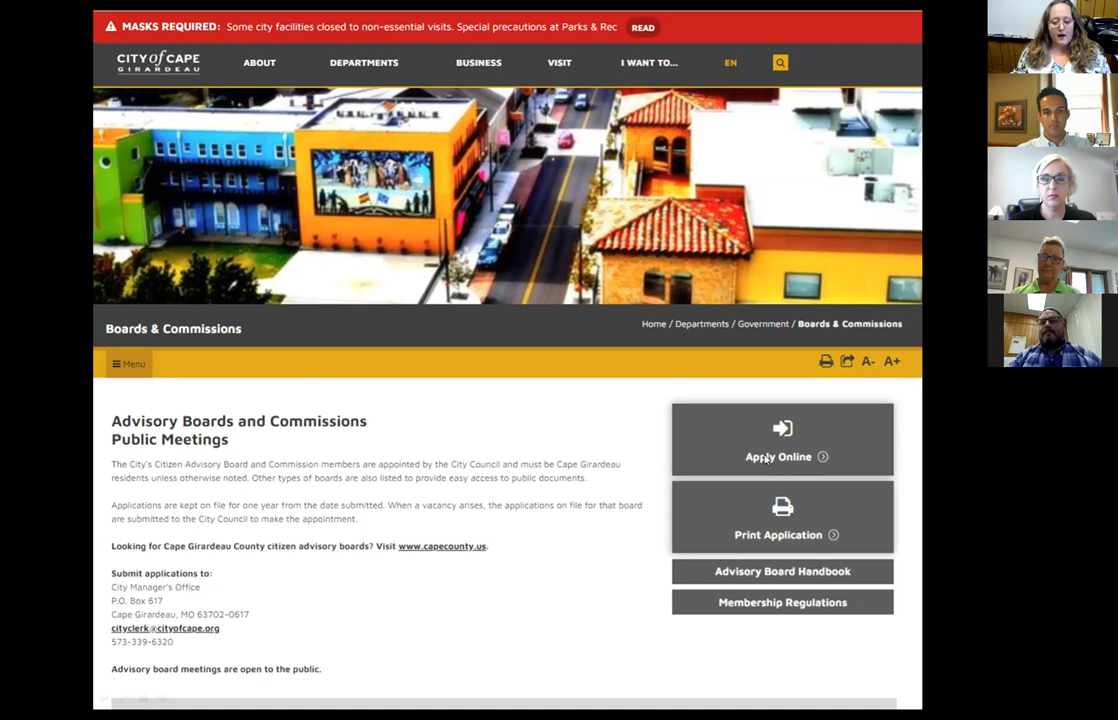 MASKS REQUIRED: Some city facilities closed to non-essential visits. Special precautions at Parks & Rec READ
CITY of CAPE
GIRARDEAU
ABOUT DEPARTMENTS BUSINESS VISIT I WANT TO... EN
Boards & Commissions
Home / Departments / Government / Boards & Commissions
Menu
A- A+
Advisory Boards and Commissions
Public Meetings
The City's Citizen Advisory Board and Commission members are appointed by the City Council and must be Cape Girardeau
residents unless otherwise noted. Other types of boards are also listed to provide easy access to public documents.
Applications are kept on file for one year from the date submitted. When a vacancy arises, the applications on file for that board
are submitted to the City Council to make the appointment.
Looking for Cape Girardeau County citizen advisory boards? Visit www.capecounty.us.
Submit applications to:
City Manager's Office
P.O. Box 617
Cape Girardeau, MO 63702-0617
cityclerk@cityofcape.org
573-339-6320
Advisory board meetings are open to the public.
Apply Online
Print Application
Advisory Board Handbook
Membership Regulations